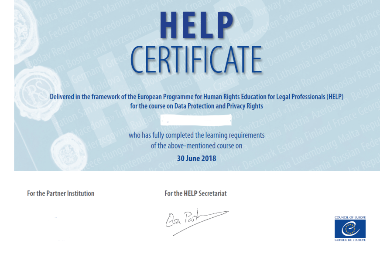 HELP
CERTIFICATE
Delivered in the framework of the European Programme for Human Rights Education for Legal Professionals (HELP)
for the course on Data Protection and Privacy Rights
who has fully completed the learning requirements
of the above-mentioned course on
30 June 2018
For the Partner Institution
For the HELP Secretariat
COUNCIL OF EUROPE
CONSEIL DE L'EUROPE